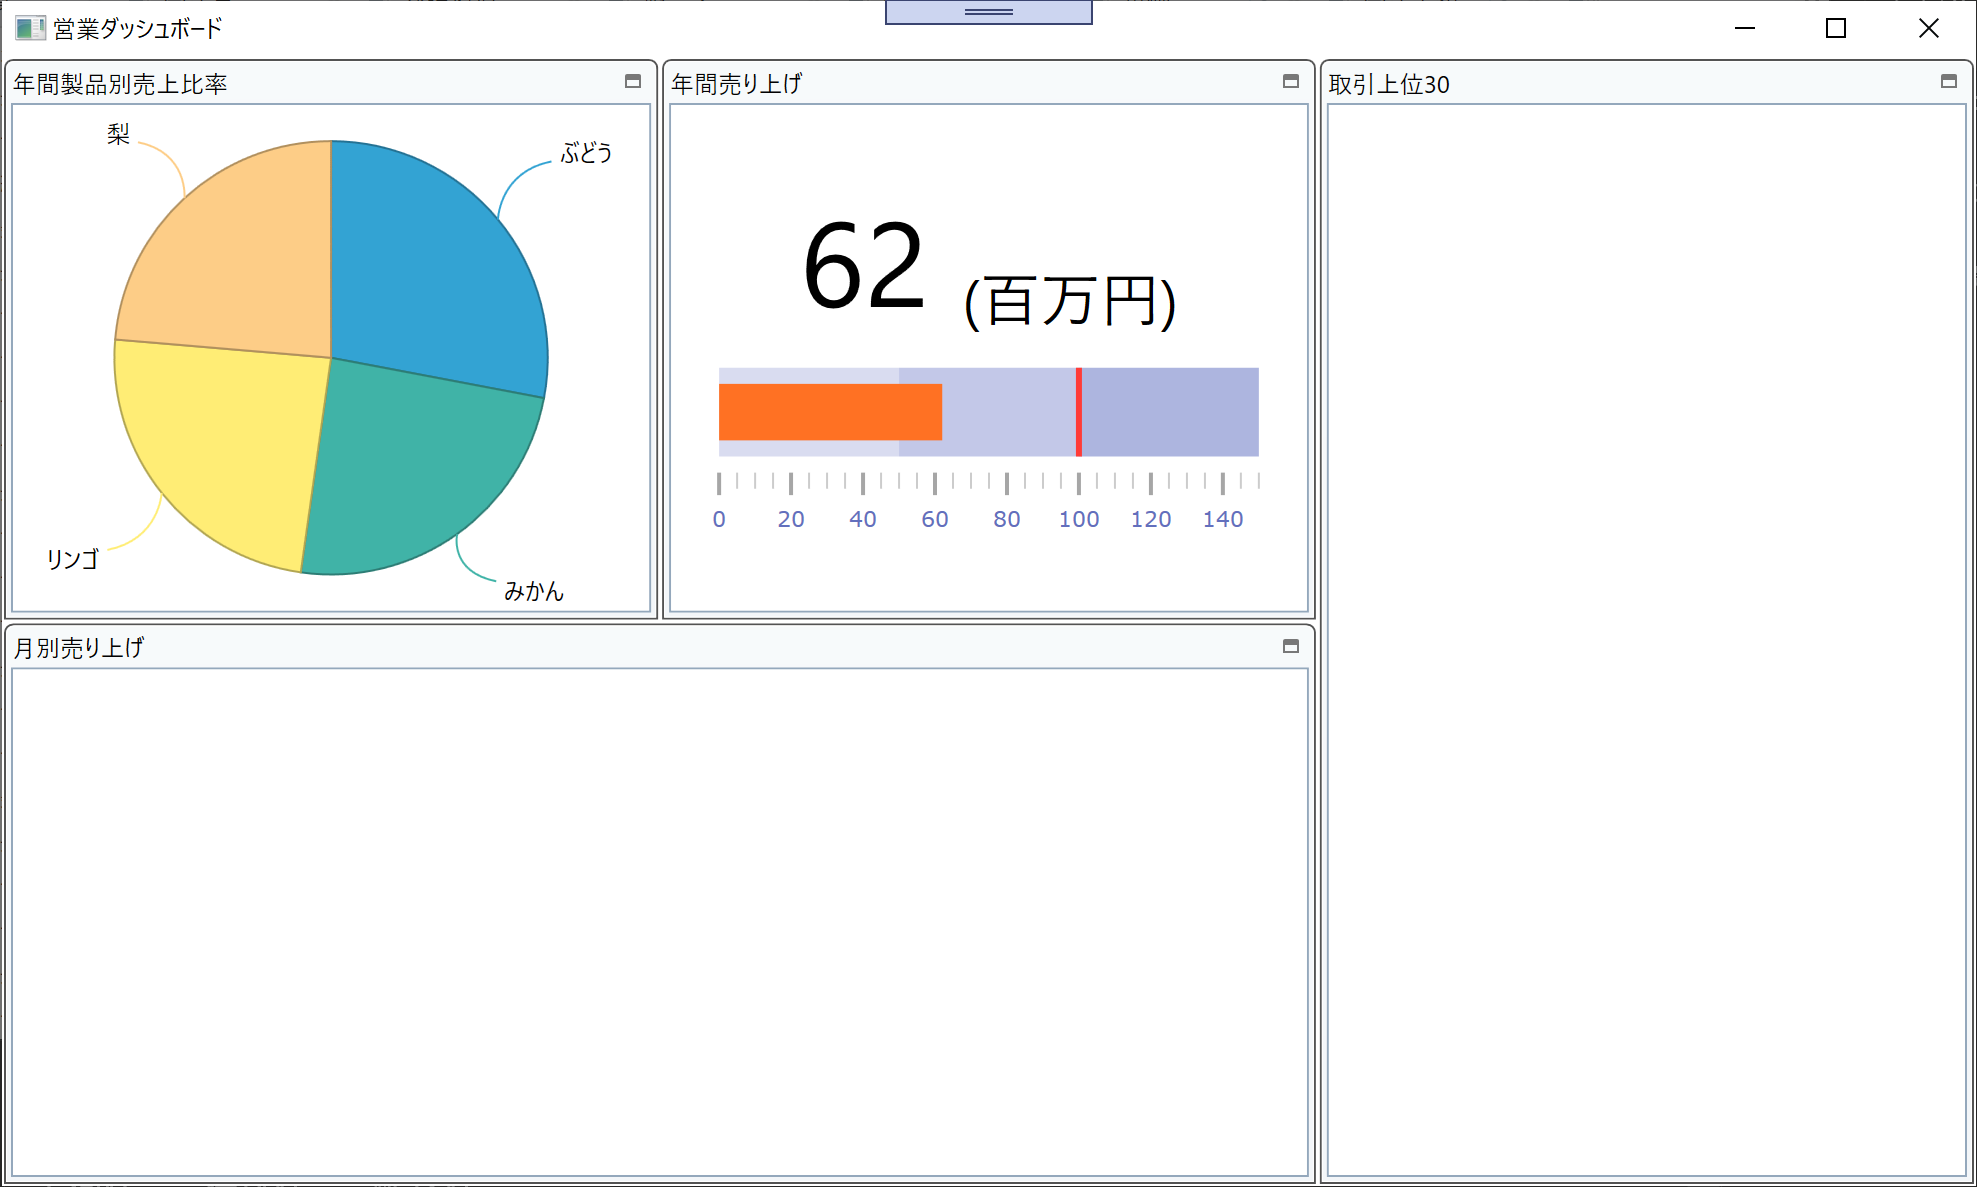 営業ダッシュボード
年間製品別売上比率
梨
ぶどう
リンゴ
みかん
年間売り上げ
62 (百万円)
0 20 40 60 80 100 120 140
取引上位30
月別売り上げ